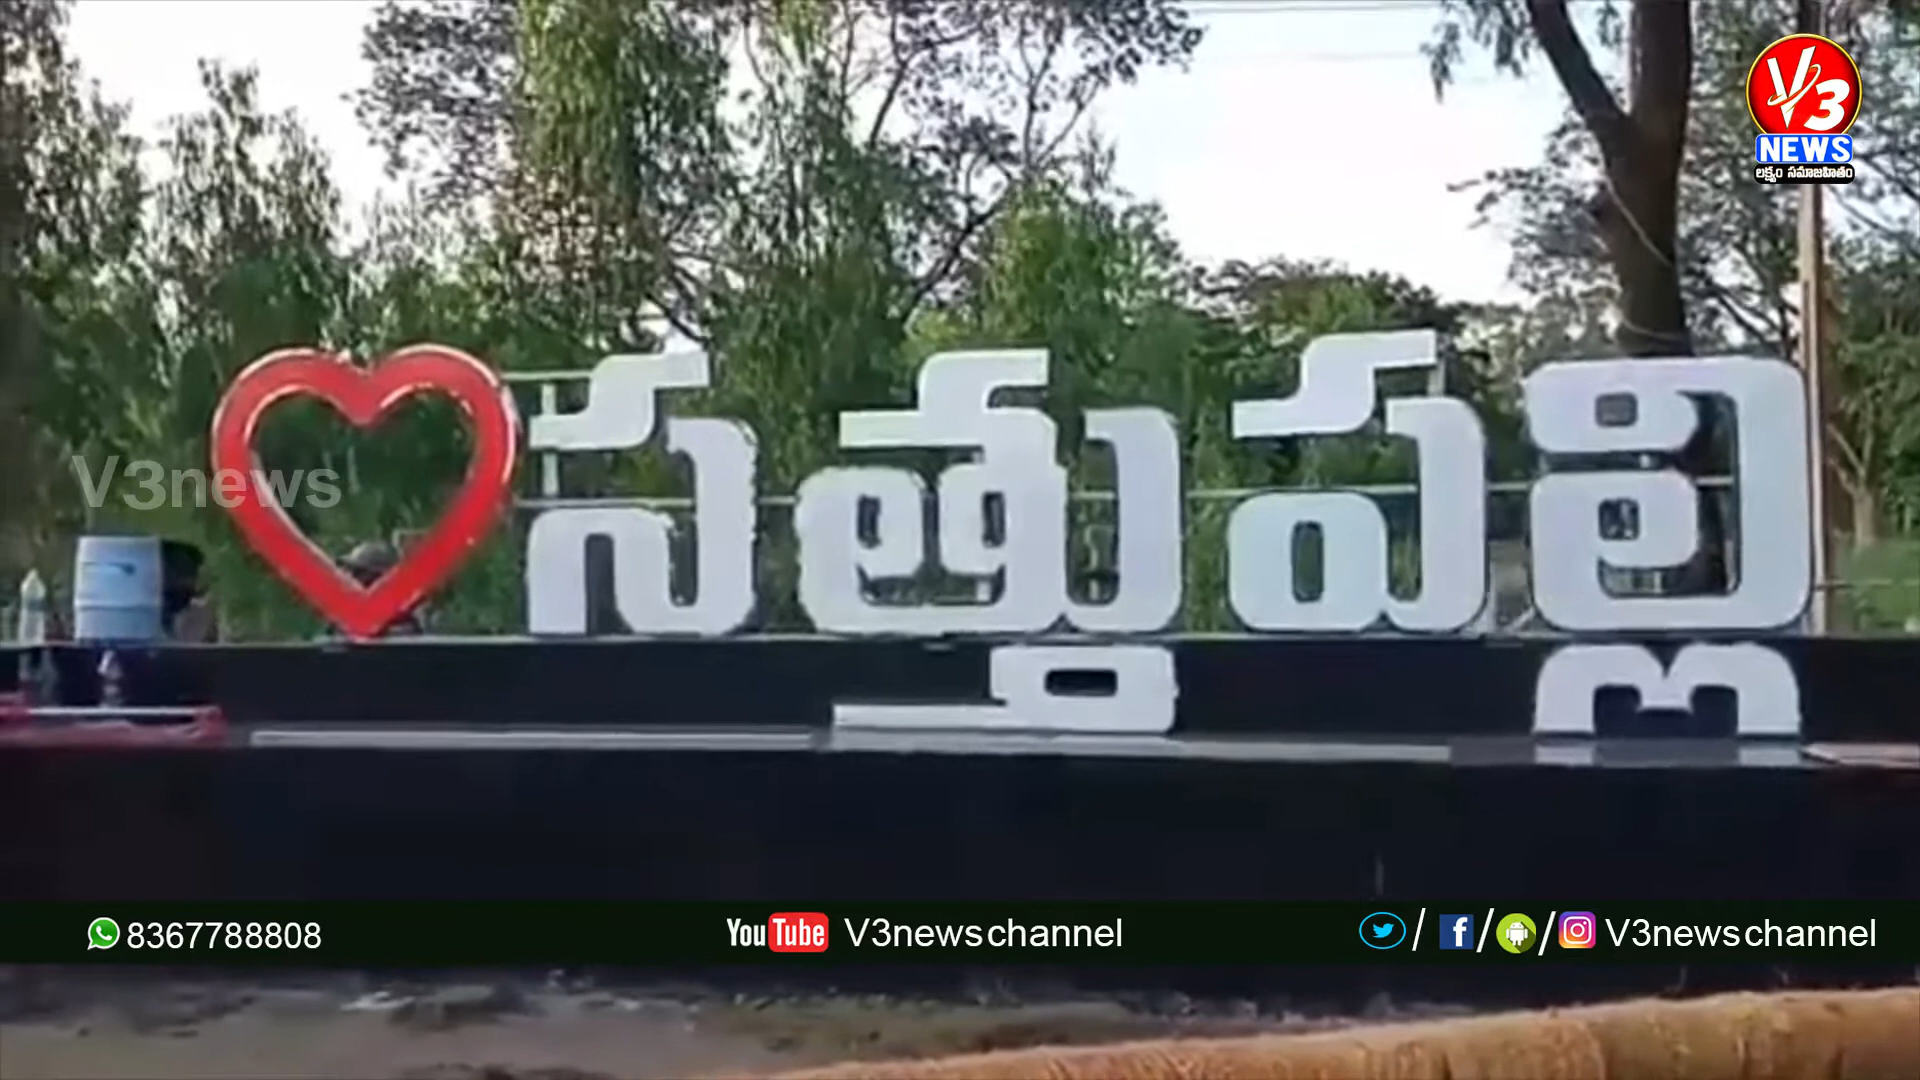 V3
NEWS
లక్ష్యం సమాజహితం
సత్తుపల్లి
V3news
8367788808
YouTube V3newschannel
/ f / / V3newschannel